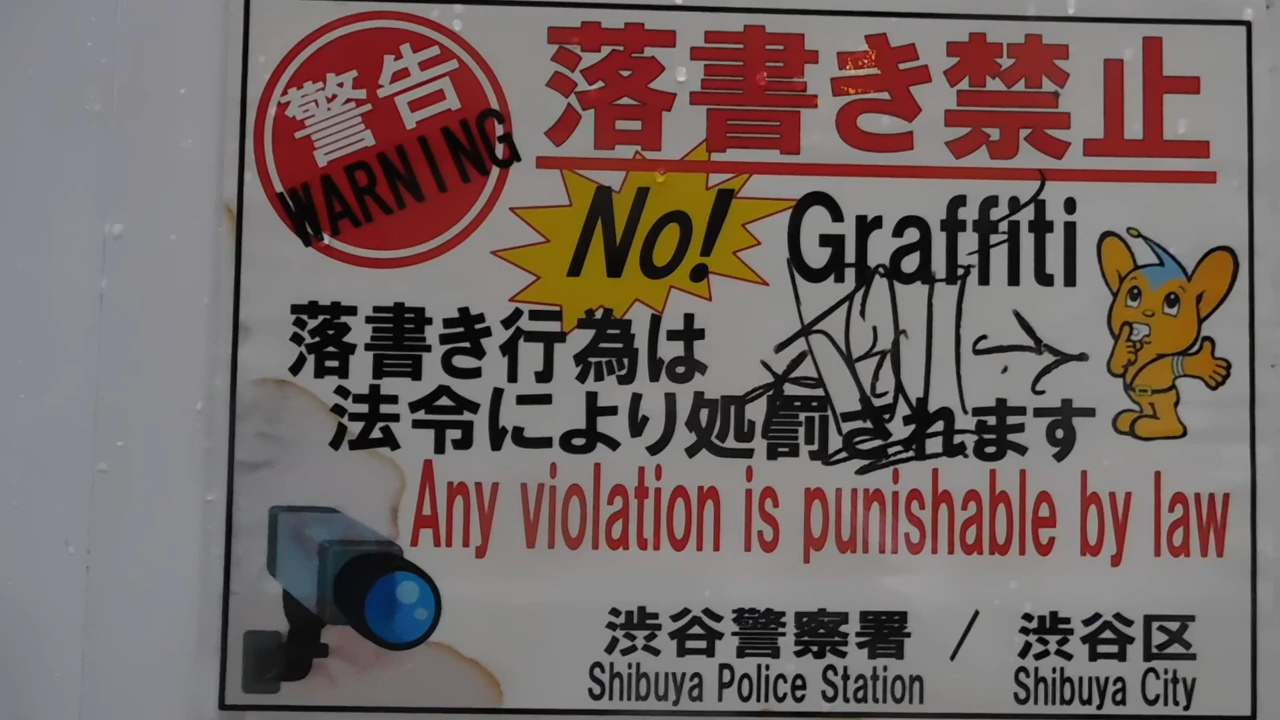 警告
WARNING
落書き禁止
No! Graffiti
落書き行為は
法令により処罰されます
Any violation is punishable by law
渋谷警察署 / 渋谷区
Shibuya Police Station Shibuya City